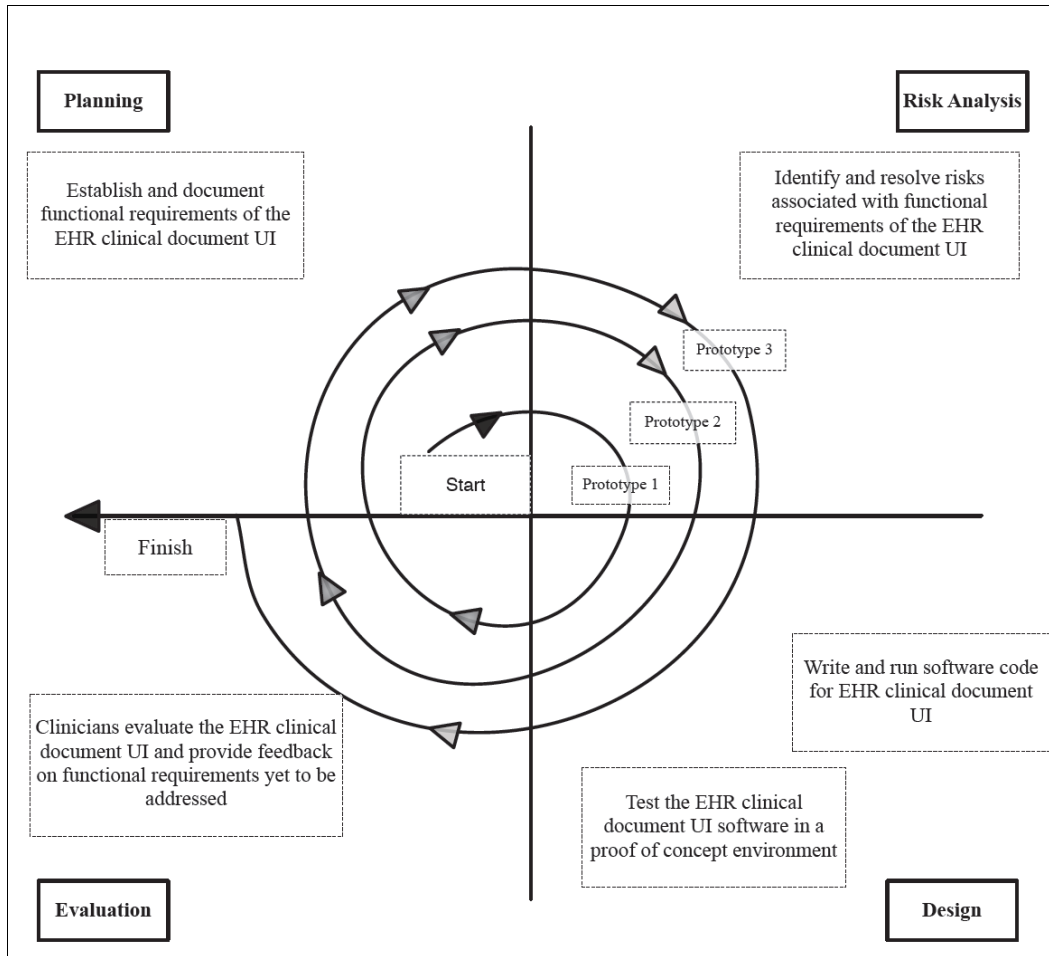 Planning
Risk Analysis
Establish and document
functional requirements of the
EHR clinical document UI
Identify and resolve risks
associated with functional
requirements of the EHR
clinical document UI
Prototype 3
Prototype 2
Prototype 1
Start
Finish
Write and run software code
for EHR clinical document
UI
Clinicians evaluate the EHR clinical
document UI and provide feedback
on functional requirements yet to be
addressed
Test the EHR clinical
document UI software in a
proof of concept environment
Evaluation
Design